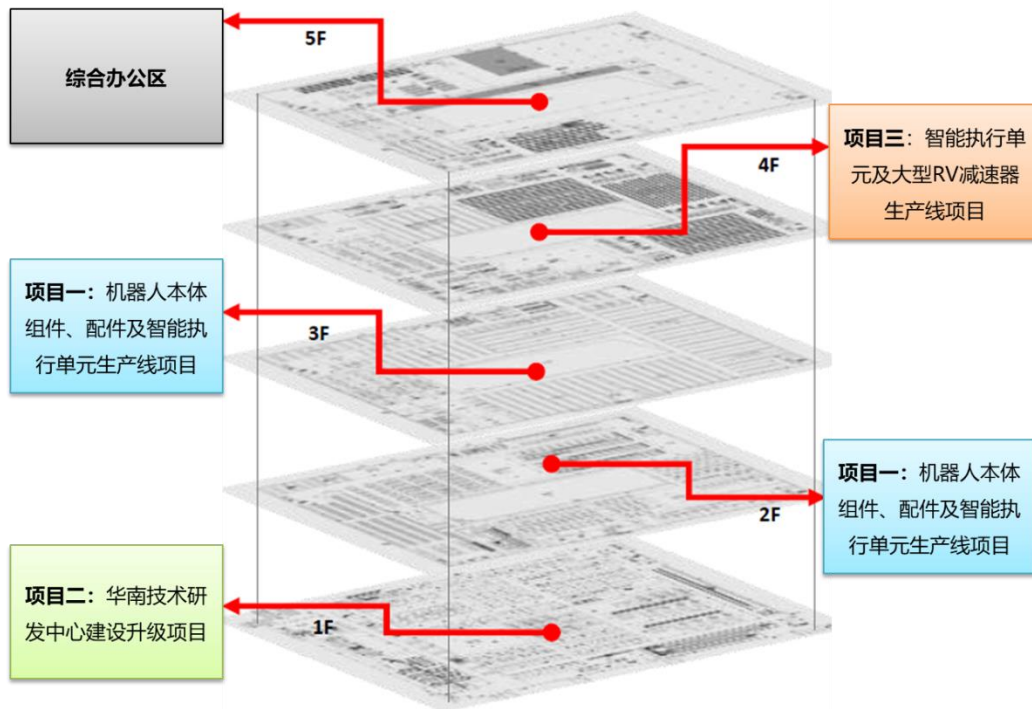 5F
综合办公区
4F
项目三：智能执行单
元及大型RV减速器
生产线项目
项目一：机器人本体
组件、配件及智能执
行单元生产线项目
3F
项目一：机器人本体
组件、配件及智能执
行单元生产线项目
2F
项目二：华南技术研
发中心建设升级项目
1F